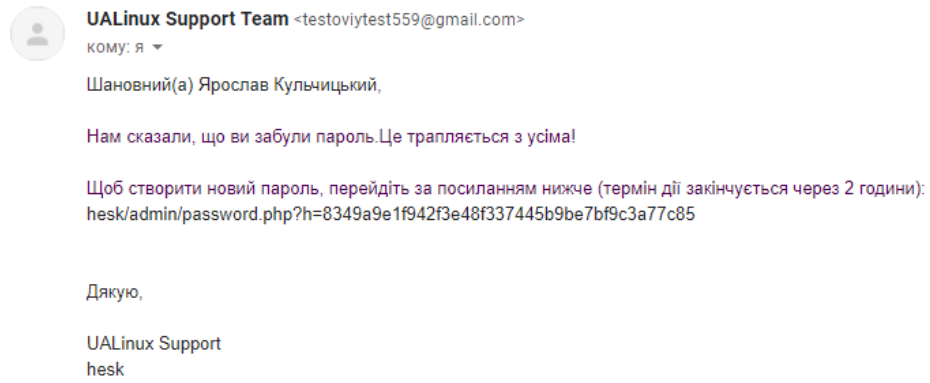 UALinux Support Team <testoviytest559@gmail.com>
кому: я
Шановний(а) Ярослав Кульчицький,
Нам сказали, що ви забули пароль.Це трапляється з усіма!
Щоб створити новий пароль, перейдіть за посиланням нижче (термін дії закінчується через 2 години):
hesk/admin/password.php?h=8349a9e1f942f3e48f337445b9be7bf9c3a77c85
Дякую,
UALinux Support
hesk